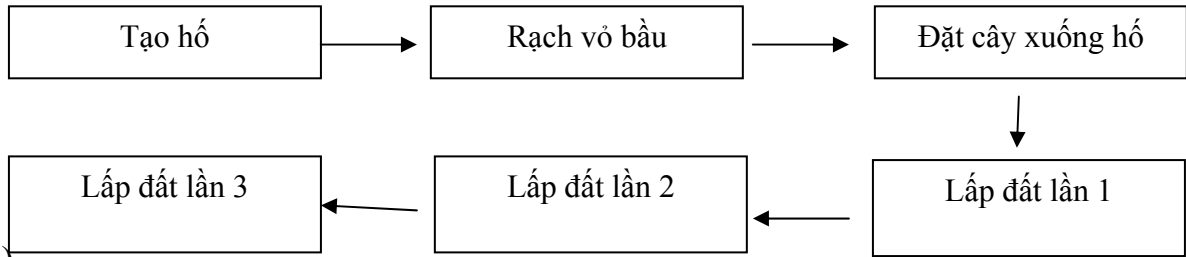 Tạo hố
Rạch vỏ bầu
Đặt cây xuống hố
Lấp đất lần 3
Lấp đất lần 2
Lấp đất lần 1